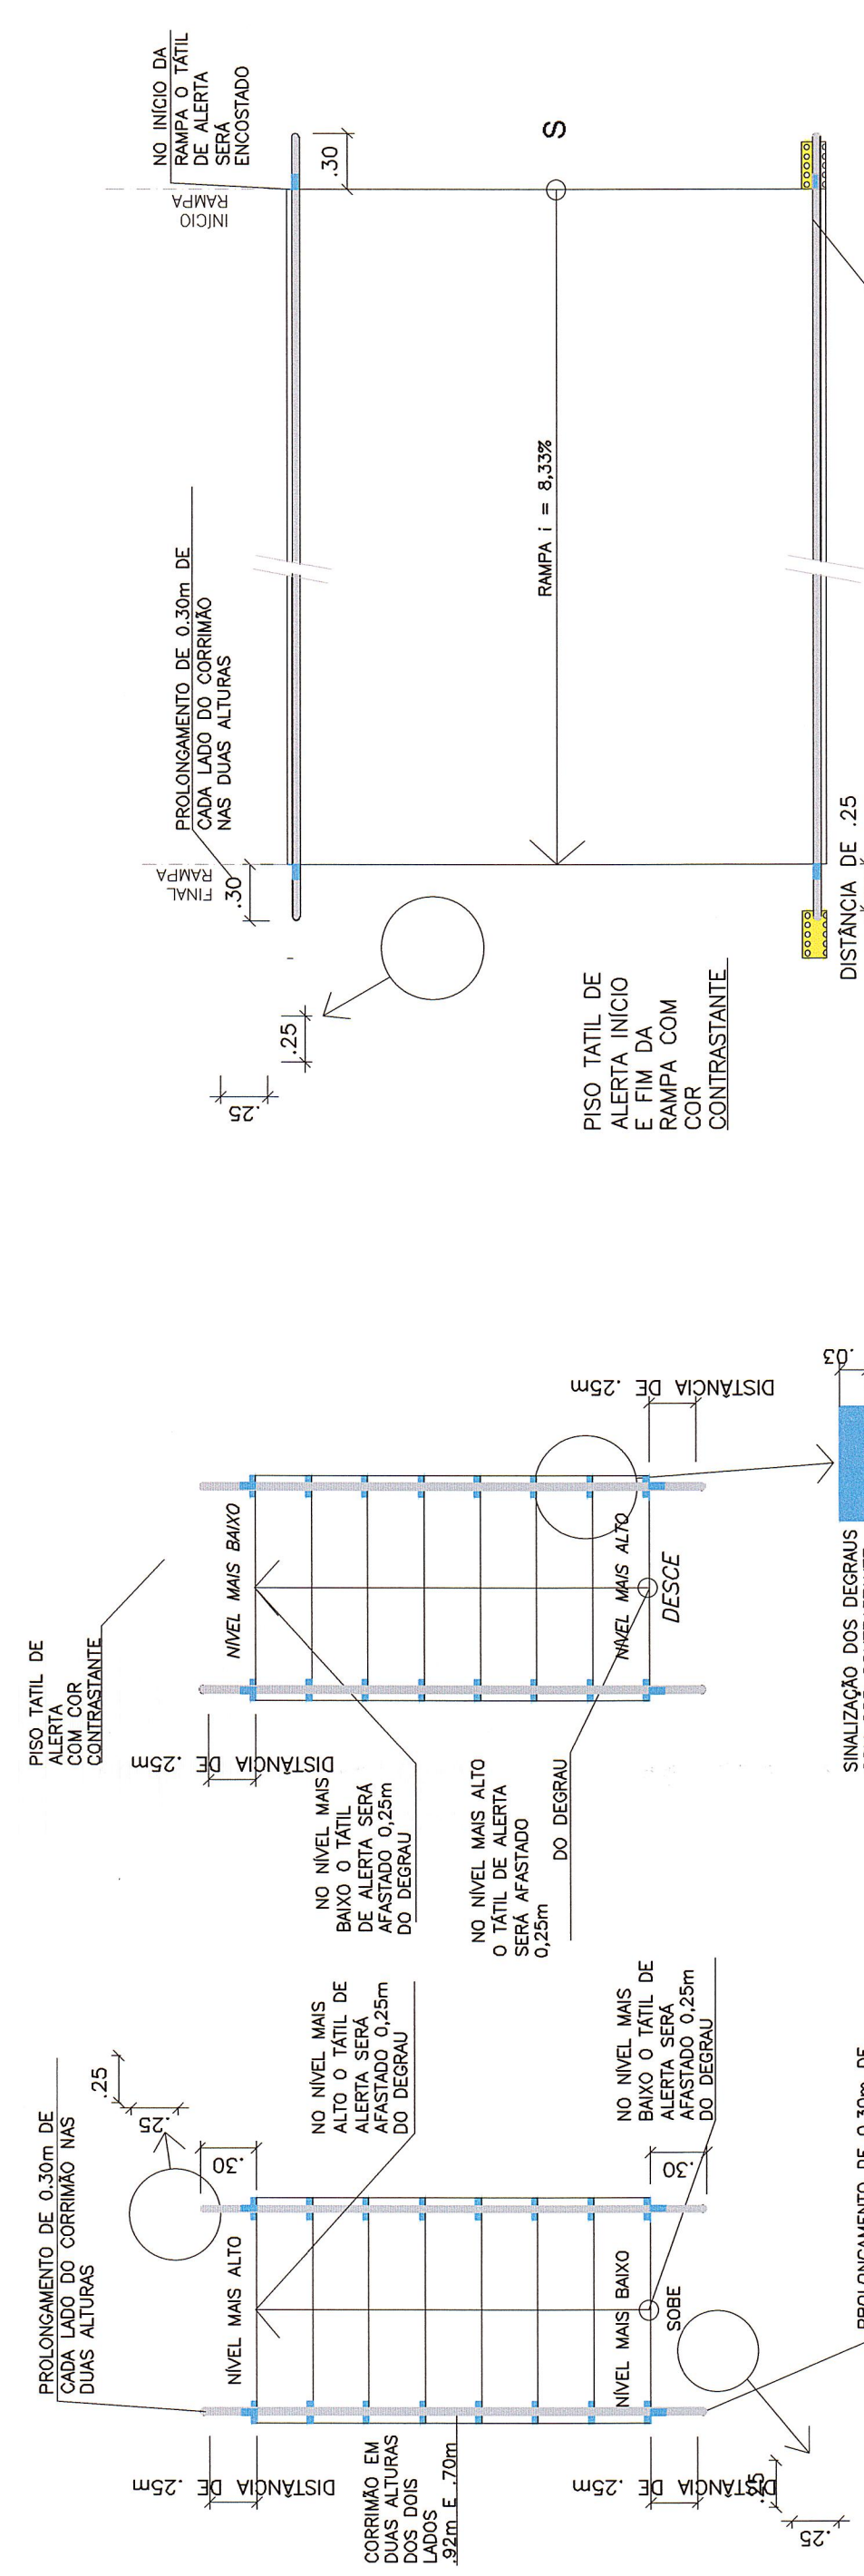 NO INÍCIO DA
RAMPA O TÁTIL
DE ALERTA
SERÁ
ENCOSTADO
INÍCIO
RAMPA
.30
S
RAMPA i = 8,33%
PROLONGAMENTO DE 0.30m DE
CADA LADO DO CORRIMÃO
NAS DUAS ALTURAS
FINAL
RAMPA
.30
.25
.25
PISO TATIL DE
ALERTA INÍCIO
E FIM DA
RAMPA COM
COR
CONTRASTANTE
DISTÂNCIA DE .25
PISO TATIL DE
ALERTA
COM COR
CONTRASTANTE
DISTÂNCIA DE .25m
NÍVEL MAIS BAIXO
NÍVEL MAIS ALTO
DESCE
DISTÂNCIA DE .25m
.03
SINALIZAÇÃO DOS DEGRAUS
NO NÍVEL MAIS
BAIXO O TÁTIL
DE ALERTA SERÁ
AFASTADO 0,25m
DO DEGRAU
NO NÍVEL MAIS ALTO
O TÁTIL DE ALERTA
SERÁ AFASTADO
0,25m
DO DEGRAU
PROLONGAMENTO DE 0.30m DE
CADA LADO DO CORRIMÃO NAS
DUAS ALTURAS
.25
.25
.30
NO NÍVEL MAIS
ALTO O TÁTIL DE
ALERTA SERÁ
AFASTADO 0,25m
DO DEGRAU
NÍVEL MAIS ALTO
NÍVEL MAIS BAIXO
SOBE
.30
NO NÍVEL MAIS
BAIXO O TÁTIL DE
ALERTA SERÁ
AFASTADO 0,25m
DO DEGRAU
DISTÂNCIA DE .25m
CORRIMÃO EM
DUAS ALTURAS
DOS DOIS
LADOS
.92m E .70m
DISTÂNCIA DE .25m
.25
.25
PROLONGAMENTO DE 0.30m DE